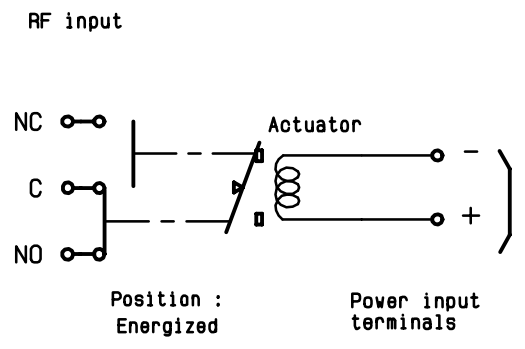 RF input
NC
Actuator
-
C
+
NO
Position :
Energized
Power input
terminals